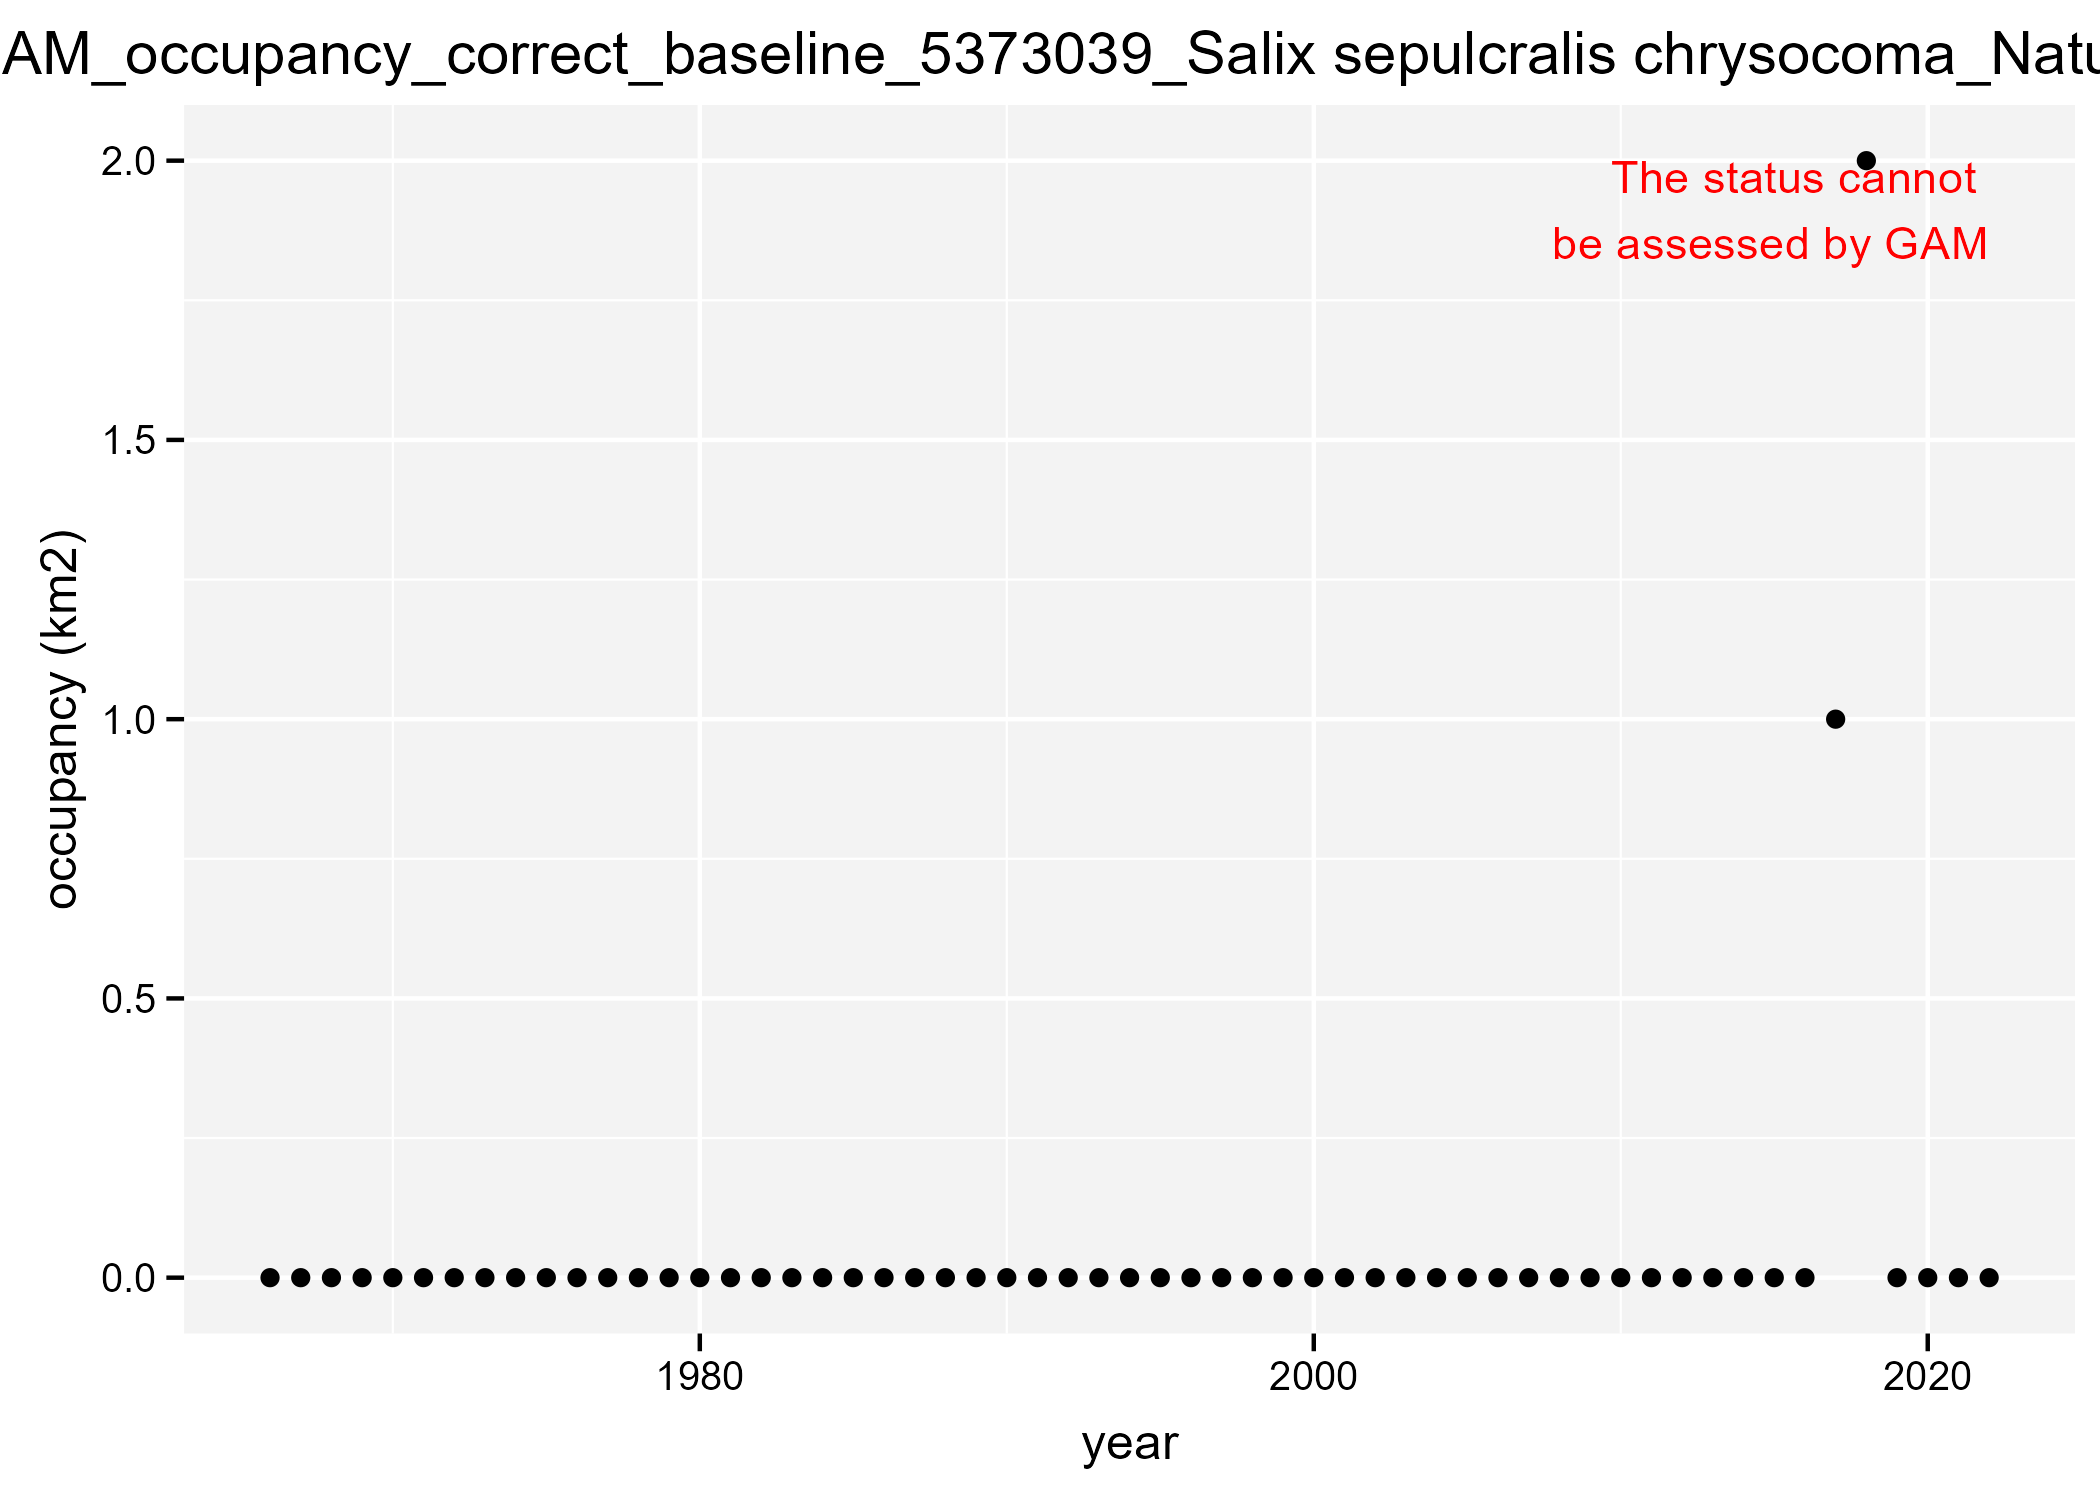 AM_occupancy_correct_baseline_5373039_Salix sepulcralis chrysocoma_Natu
2.0
The status cannot
be assessed by GAM
1.5
occupancy (km2)
1.0
0.5
0.0
1980 2000 2020
year